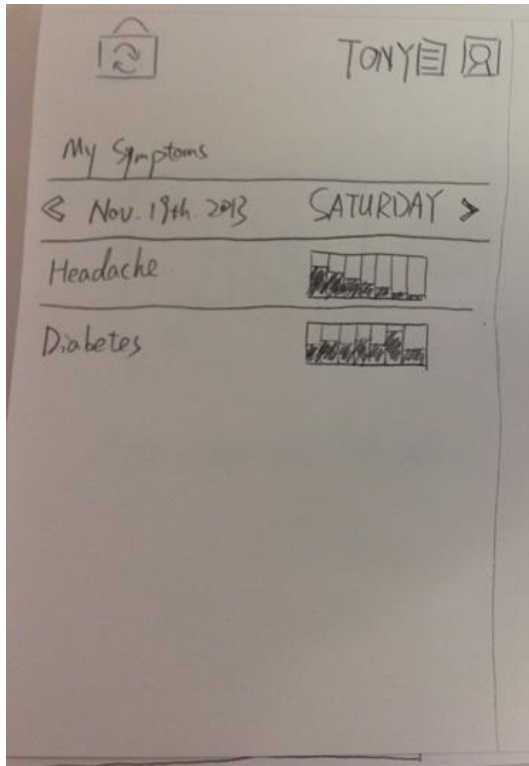 TONY
My Symptoms
Nov. 19th. 2013 SATURDAY >
Headache
Diabetes